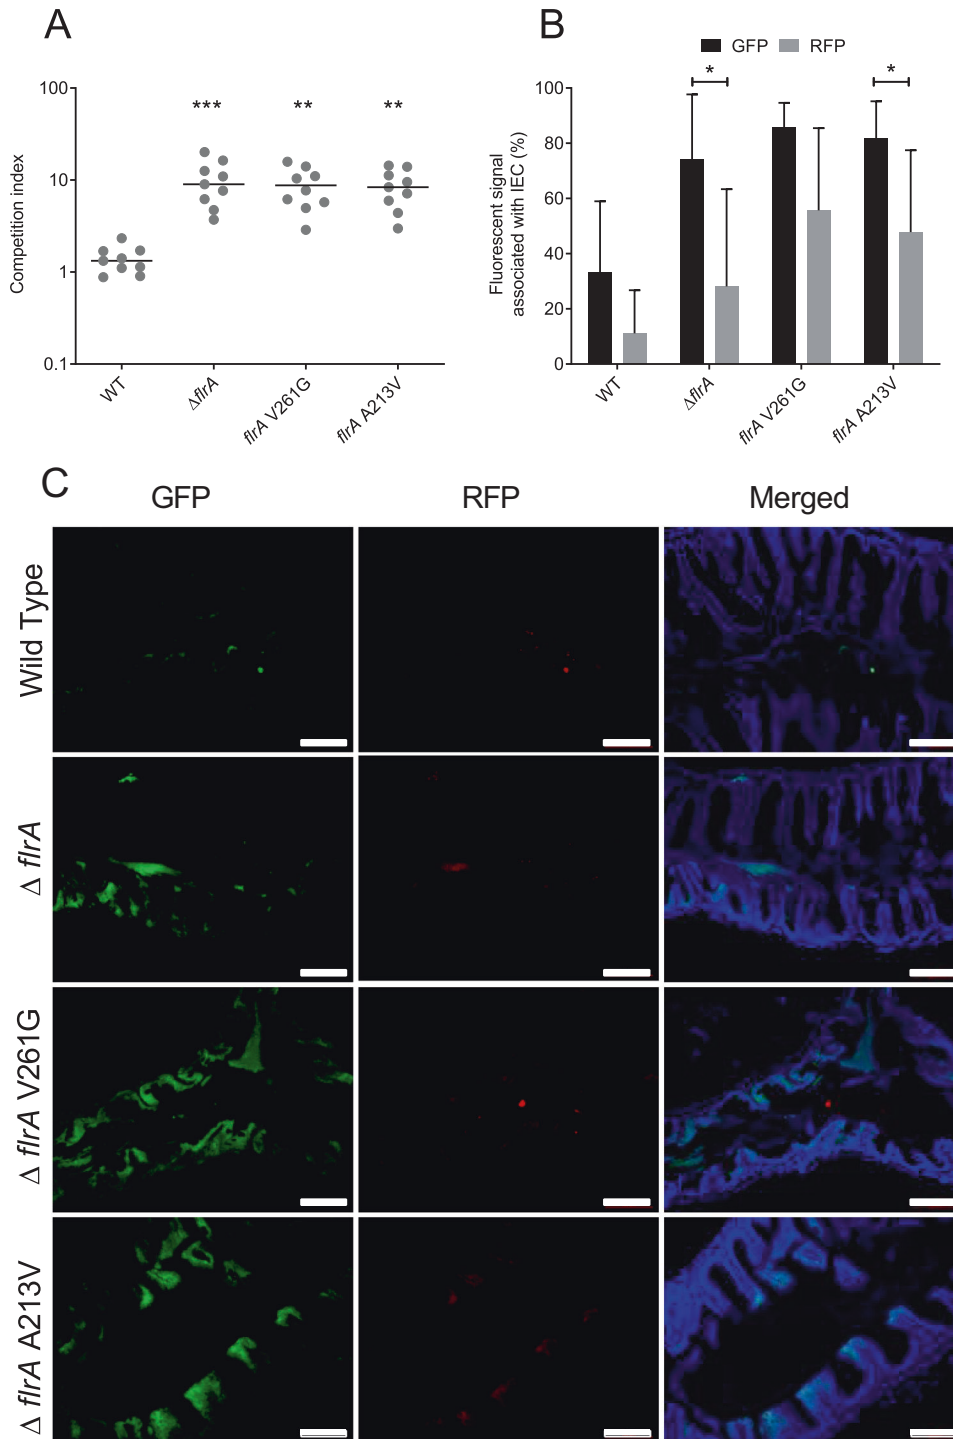 A
Competition index
100
10
1
0.1
***
**
**
WT
ΔflrA
flrA V261G
flrA A213V
B
GFP
RFP
Fluorescent signal
associated with IEC (%)
100
80
60
40
20
0
*
*
WT
ΔflrA
flrA V261G
flrA A213V
C
GFP
RFP
Merged
Wild Type
Δ flrA
Δ flrA V261G
Δ flrA A213V